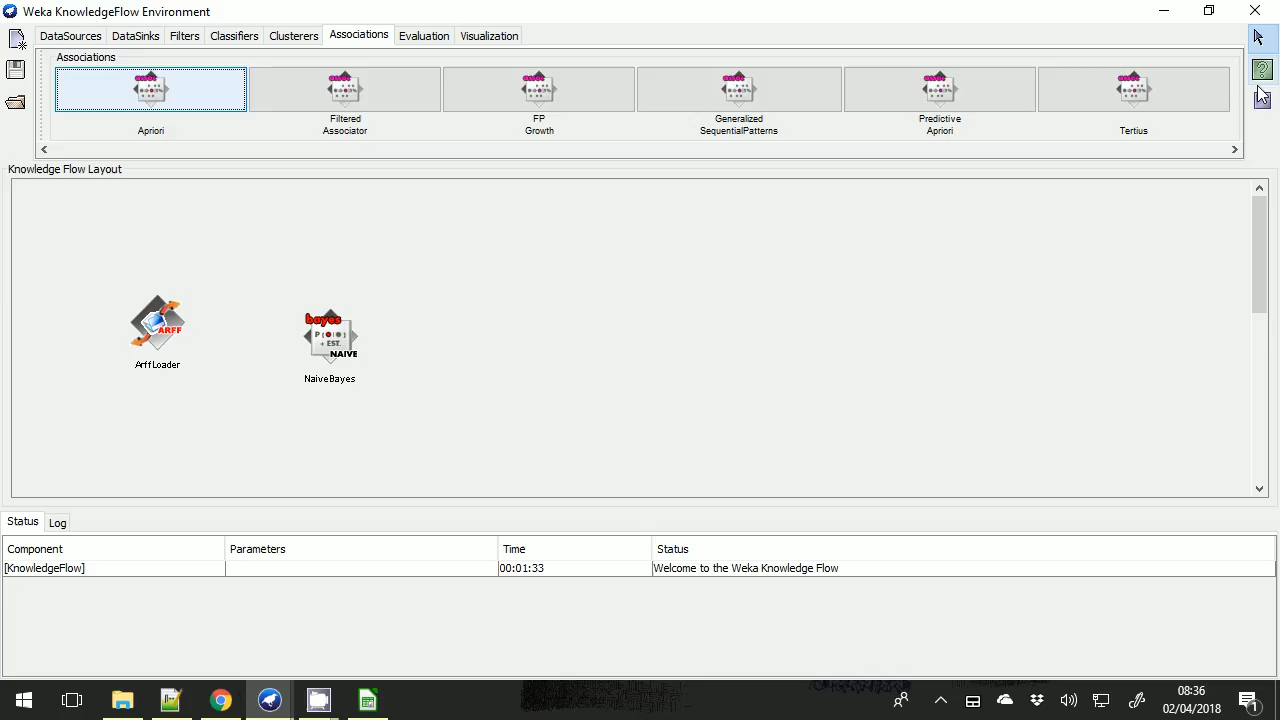 Weka KnowledgeFlow Environment
DataSources DataSinks Filters Classifiers Clusterers Associations Evaluation Visualization
Associations
Apriori
Filtered
Associator
FP
Growth
Generalized
SequentialPatterns
Predictive
Apriori
Tertius
Knowledge Flow Layout
ARFF
ArffLoader
bayes
+ EST.
NAIVE
NaiveBayes
Status Log
Component Parameters Time Status
[KnowledgeFlow] 00:01:33 Welcome to the Weka Knowledge Flow
08:36
02/04/2018
1